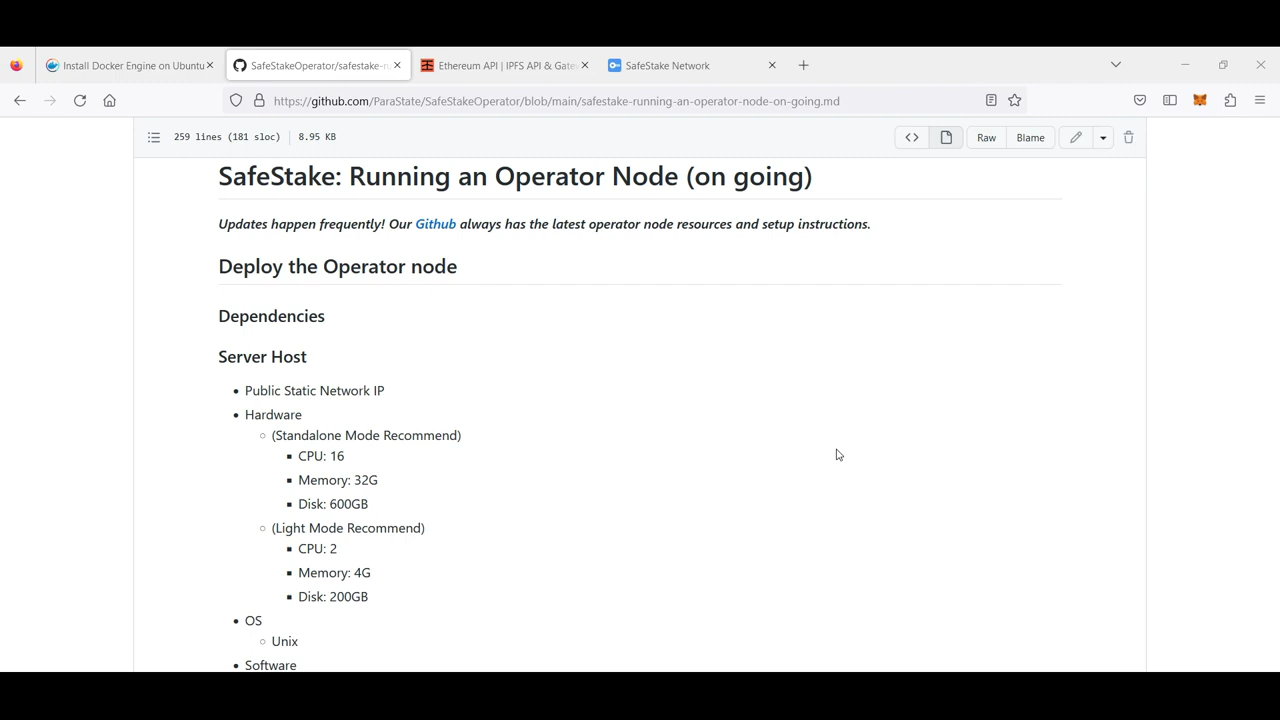 Install Docker Engine on Ubuntu
SafeStakeOperator/safestake-ru
Ethereum API | IPFS API & Gatew
SafeStake Network
https://github.com/ParaState/SafeStakeOperator/blob/main/safestake-running-an-operator-node-on-going.md
259 lines (181 sloc) 8.95 KB
Raw
Blame
SafeStake: Running an Operator Node (on going)
Updates happen frequently! Our Github always has the latest operator node resources and setup instructions.
Deploy the Operator node
Dependencies
Server Host
Public Static Network IP
Hardware
(Standalone Mode Recommend)
CPU: 16
Memory: 32G
Disk: 600GB
(Light Mode Recommend)
CPU: 2
Memory: 4G
Disk: 200GB
OS
Unix
Software